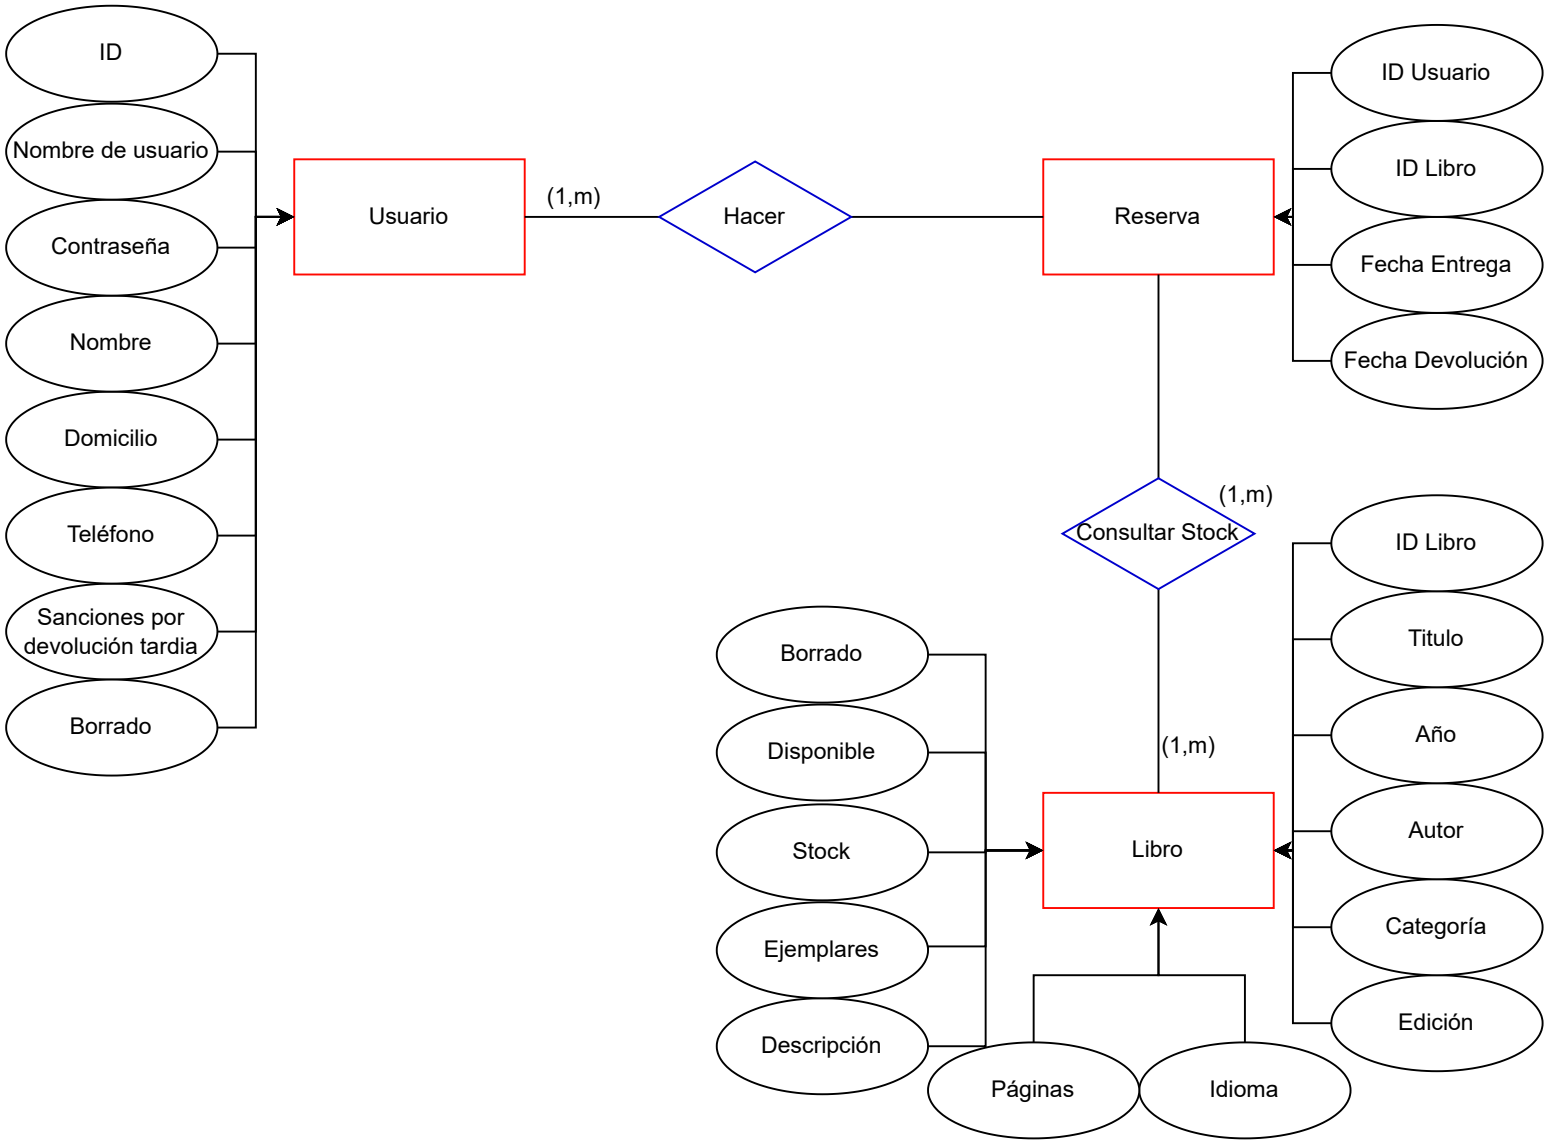 ID
Nombre de usuario
Contraseña
Nombre
Domicilio
Teléfono
Sanciones por
devolución tardia
Borrado
Usuario
(1,m)
Hacer
Reserva
ID Usuario
ID Libro
Fecha Entrega
Fecha Devolución
(1,m)
Consultar Stock
(1,m)
Borrado
Disponible
Stock
Ejemplares
Descripción
Libro
ID Libro
Titulo
Año
Autor
Categoría
Edición
Páginas
Idioma